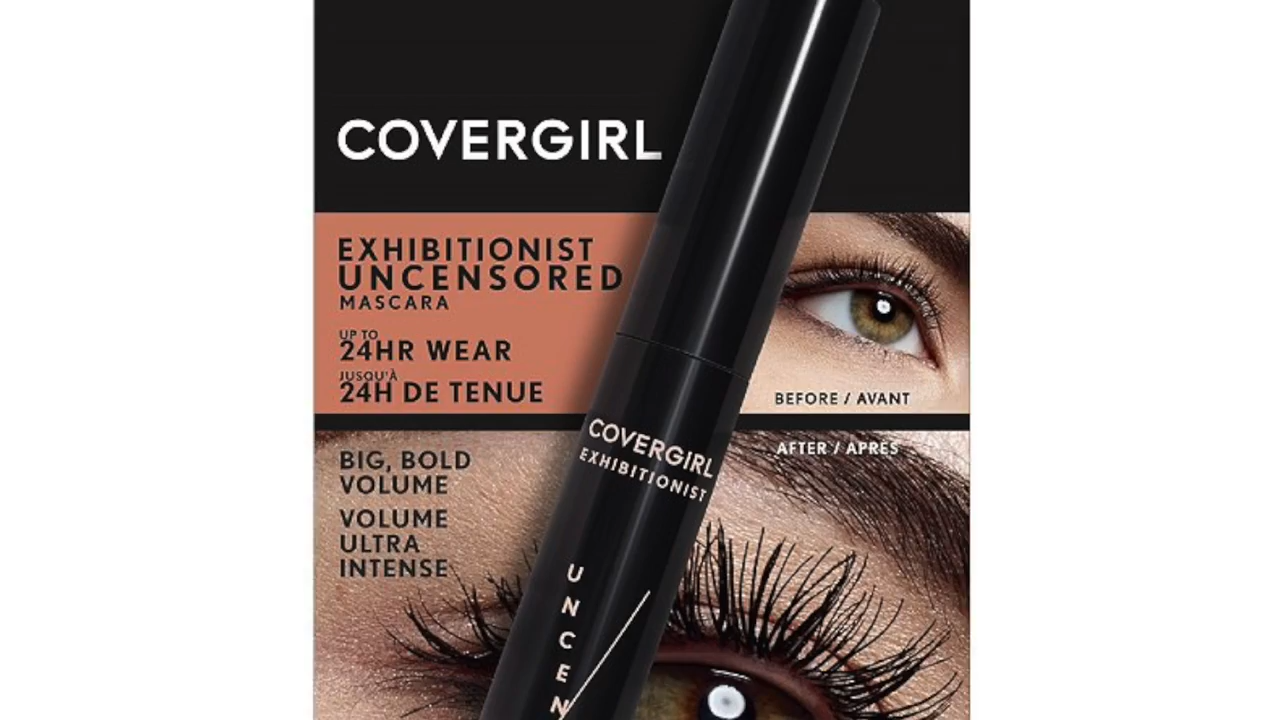 COVERGIRL
EXHIBITIONIST
UNCENSORED
MASCARA
UP TO
24HR WEAR
JUSQU'À
24H DE TENUE
BEFORE / AVANT
AFTER / APRÈS
BIG, BOLD
VOLUME
VOLUME
ULTRA
INTENSE
COVERGIRL
EXHIBITIONIST
UNCEN